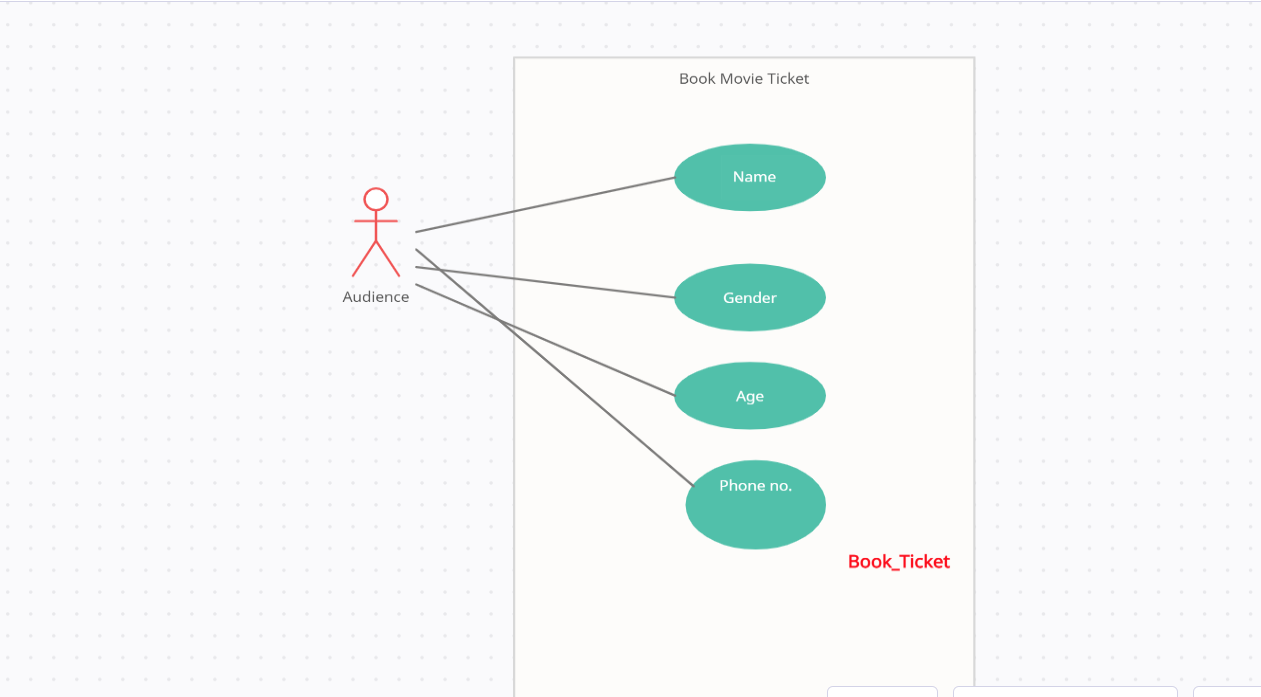 Book Movie Ticket
Name
Gender
Audience
Age
Phone no.
Book_Ticket